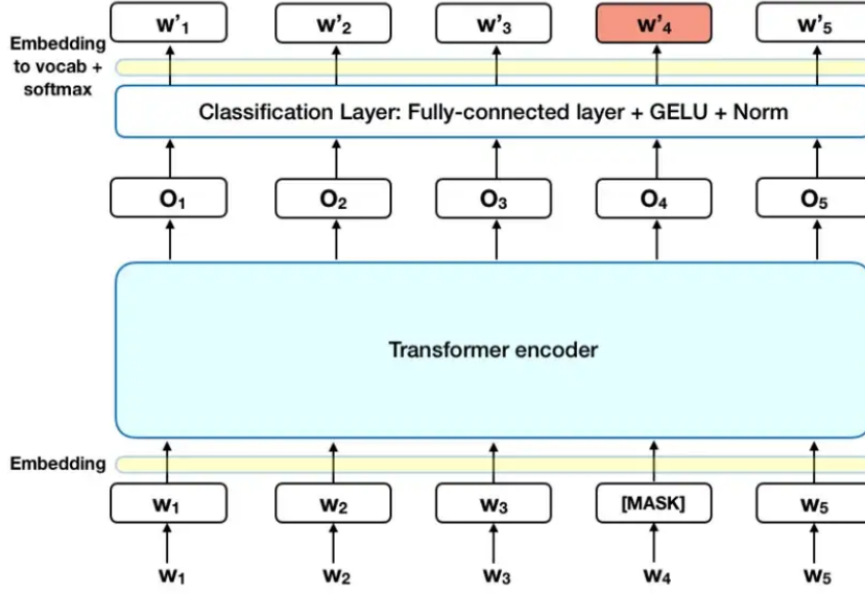 w’₁ w’₂ w’₃ w’₄ w’₅
Embedding
to vocab +
softmax
Classification Layer: Fully-connected layer + GELU + Norm
O₁ O₂ O₃ O₄ O₅
Transformer encoder
Embedding
w₁ w₂ w₃ [MASK] w₅
w₁ w₂ w₃ w₄ w₅